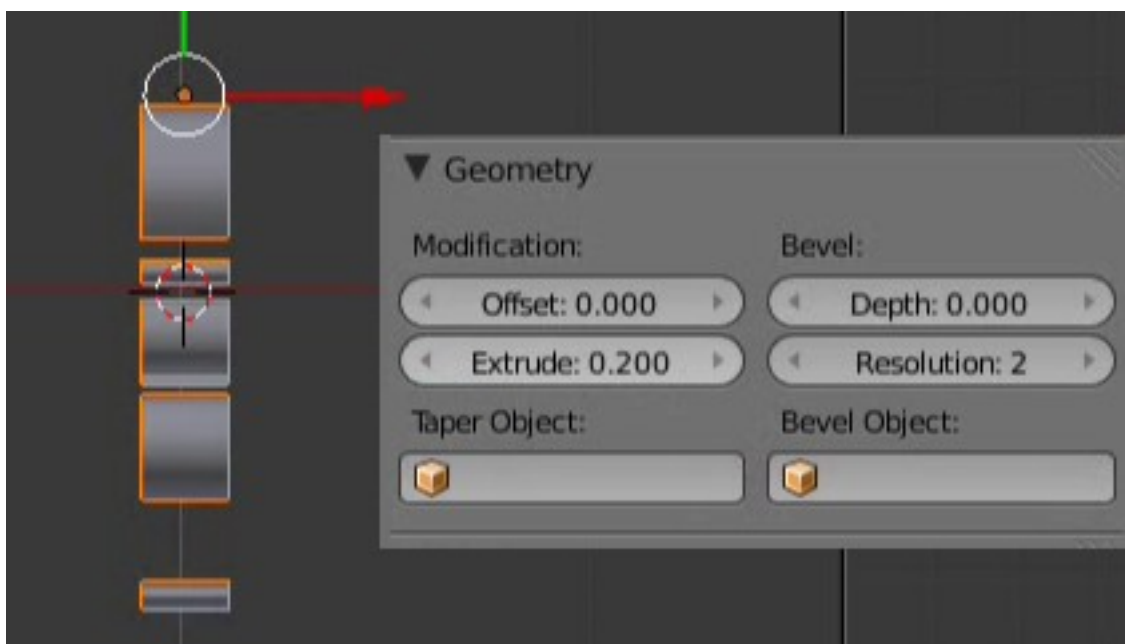 Geometry
Modification:
Bevel:
Offset: 0.000
Depth: 0.000
Extrude: 0.200
Resolution: 2
Taper Object:
Bevel Object: